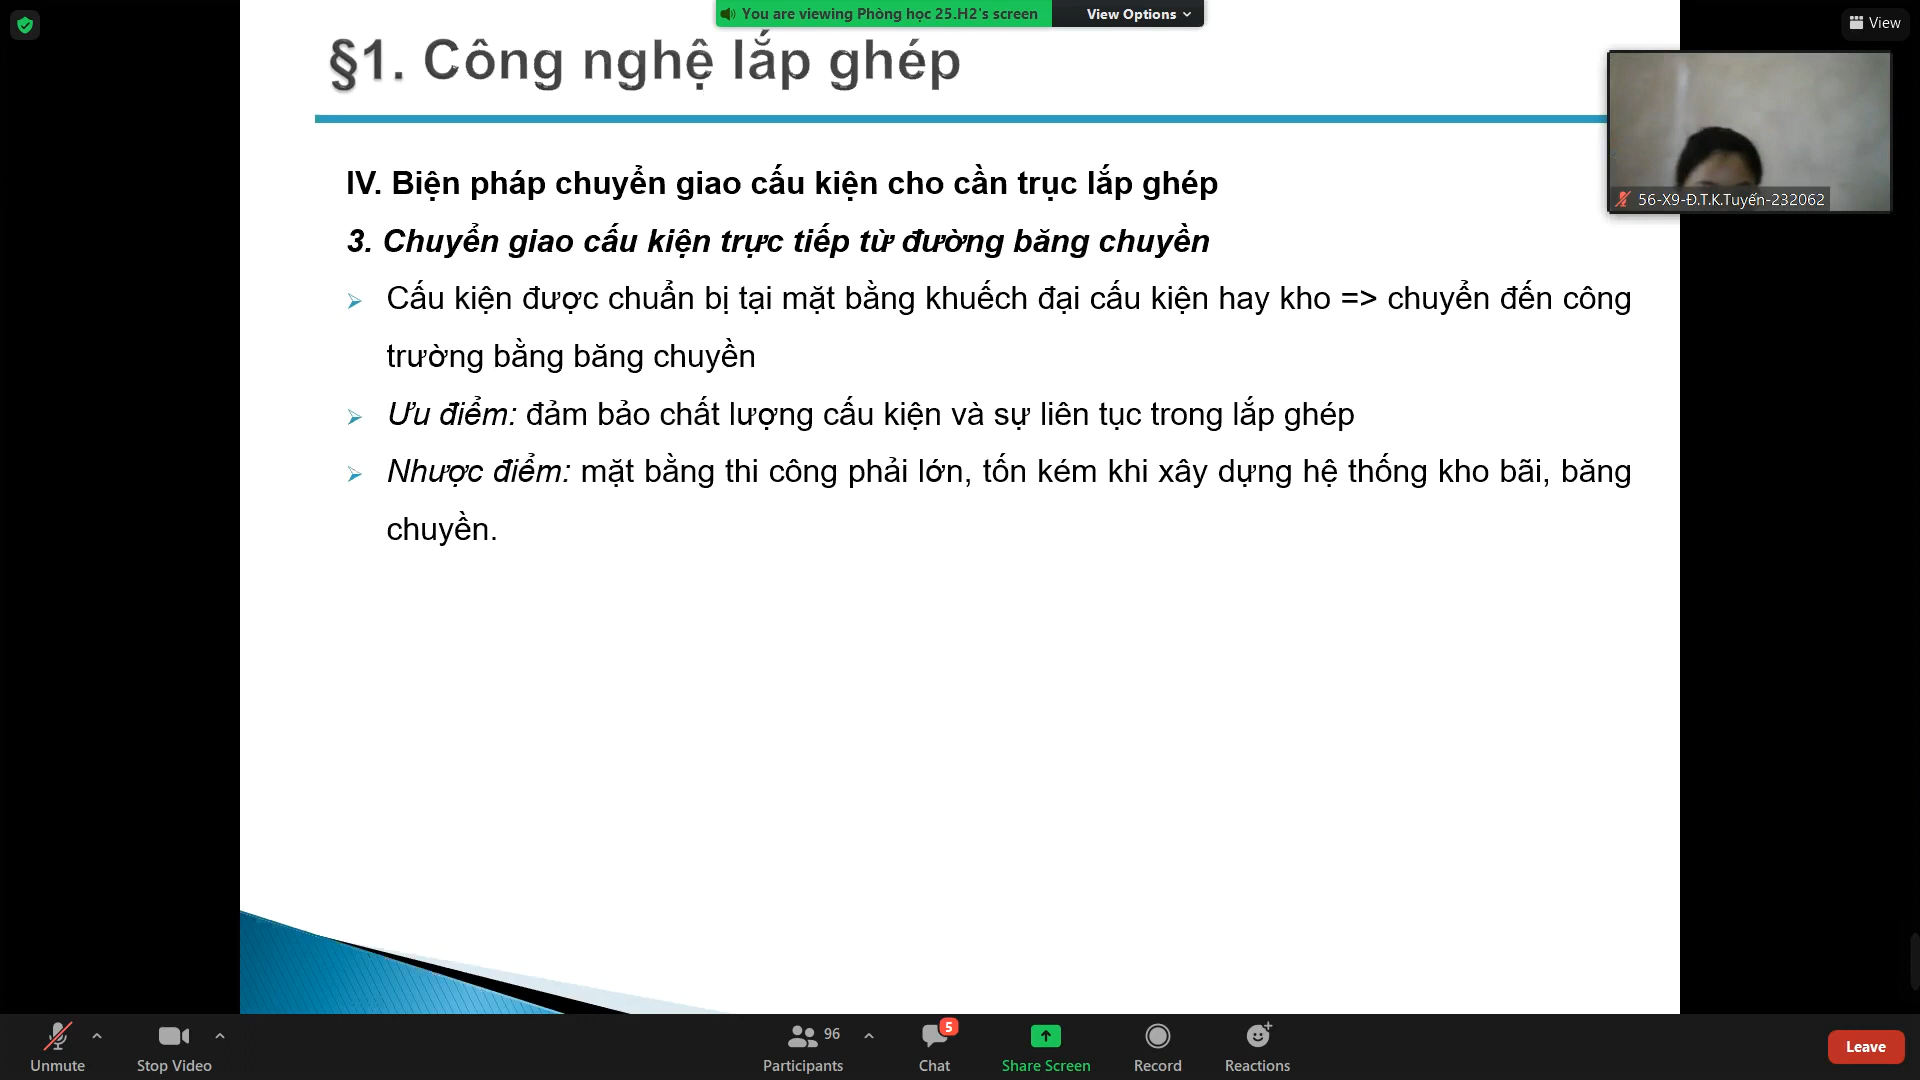 You are viewing Phòng học 25.H2's screen
View Options
View
§1. Công nghệ lắp ghép
56-X9-Đ.T.K.Tuyến-232062
IV. Biện pháp chuyển giao cấu kiện cho cần trục lắp ghép
3. Chuyển giao cấu kiện trực tiếp từ đường băng chuyền
Cấu kiện được chuẩn bị tại mặt bằng khuếch đại cấu kiện hay kho => chuyển đến công
trường bằng băng chuyền
Ưu điểm: đảm bảo chất lượng cấu kiện và sự liên tục trong lắp ghép
Nhược điểm: mặt bằng thi công phải lớn, tốn kém khi xây dựng hệ thống kho bãi, băng
chuyền.
Unmute
Stop Video
96
Participants
5
Chat
Share Screen
Record
Reactions
Leave